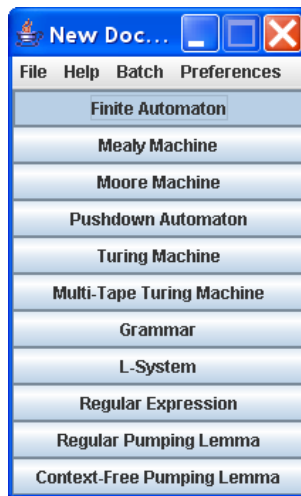 New Doc...
File Help Batch Preferences
Finite Automaton
Mealy Machine
Moore Machine
Pushdown Automaton
Turing Machine
Multi-Tape Turing Machine
Grammar
L-System
Regular Expression
Regular Pumping Lemma
Context-Free Pumping Lemma